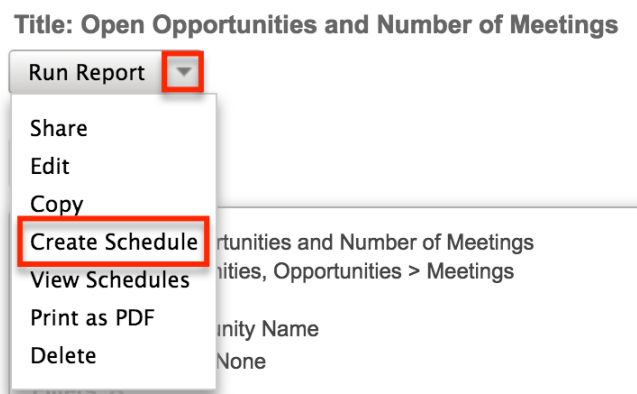 Title: Open Opportunities and Number of Meetings
Run Report
Share
Edit
Copy
Create Schedule
rtunities and Number of Meetings
View Schedules
nities, Opportunities > Meetings
Print as PDF
unity Name
Delete
None